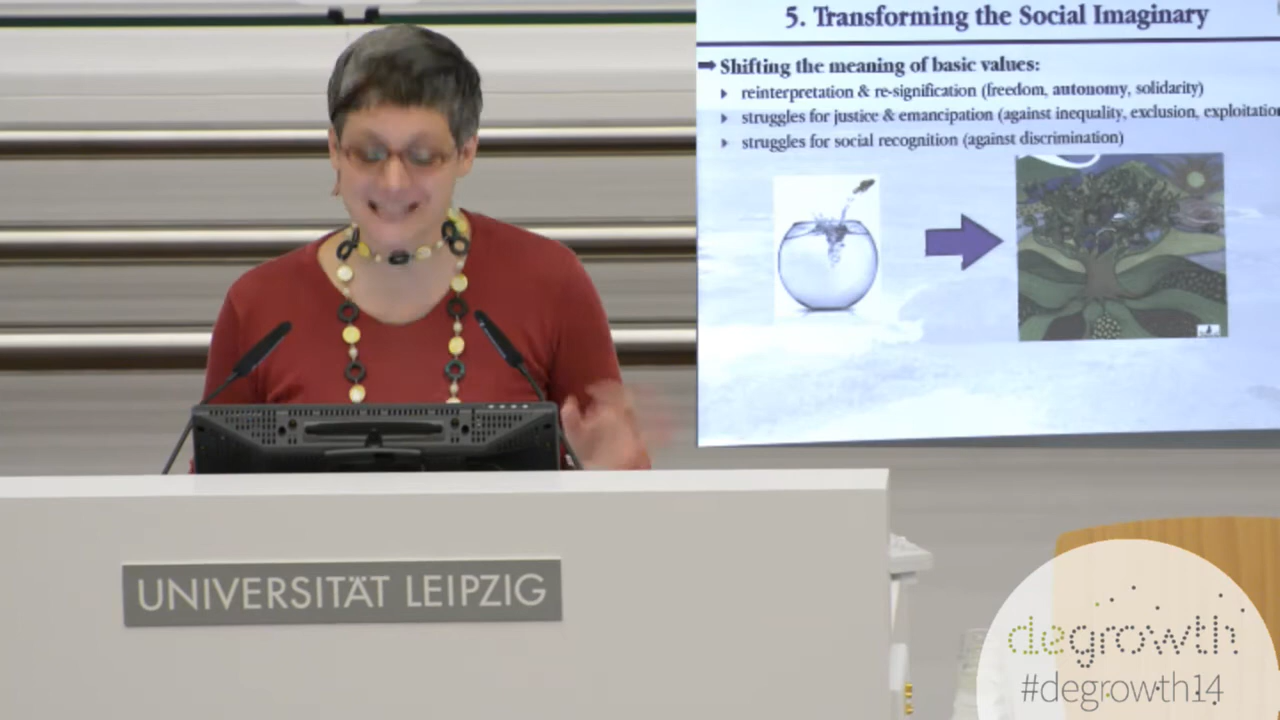 5. Transforming the Social Imaginary
Shifting the meaning of basic values:
reinterpretation & re-signification (freedom, autonomy, solidarity)
struggles for justice & emancipation (against inequality, exclusion, exploitatio
struggles for social recognition (against discrimination)
UNIVERSITÄT LEIPZIG
degrowth
#degrowth14